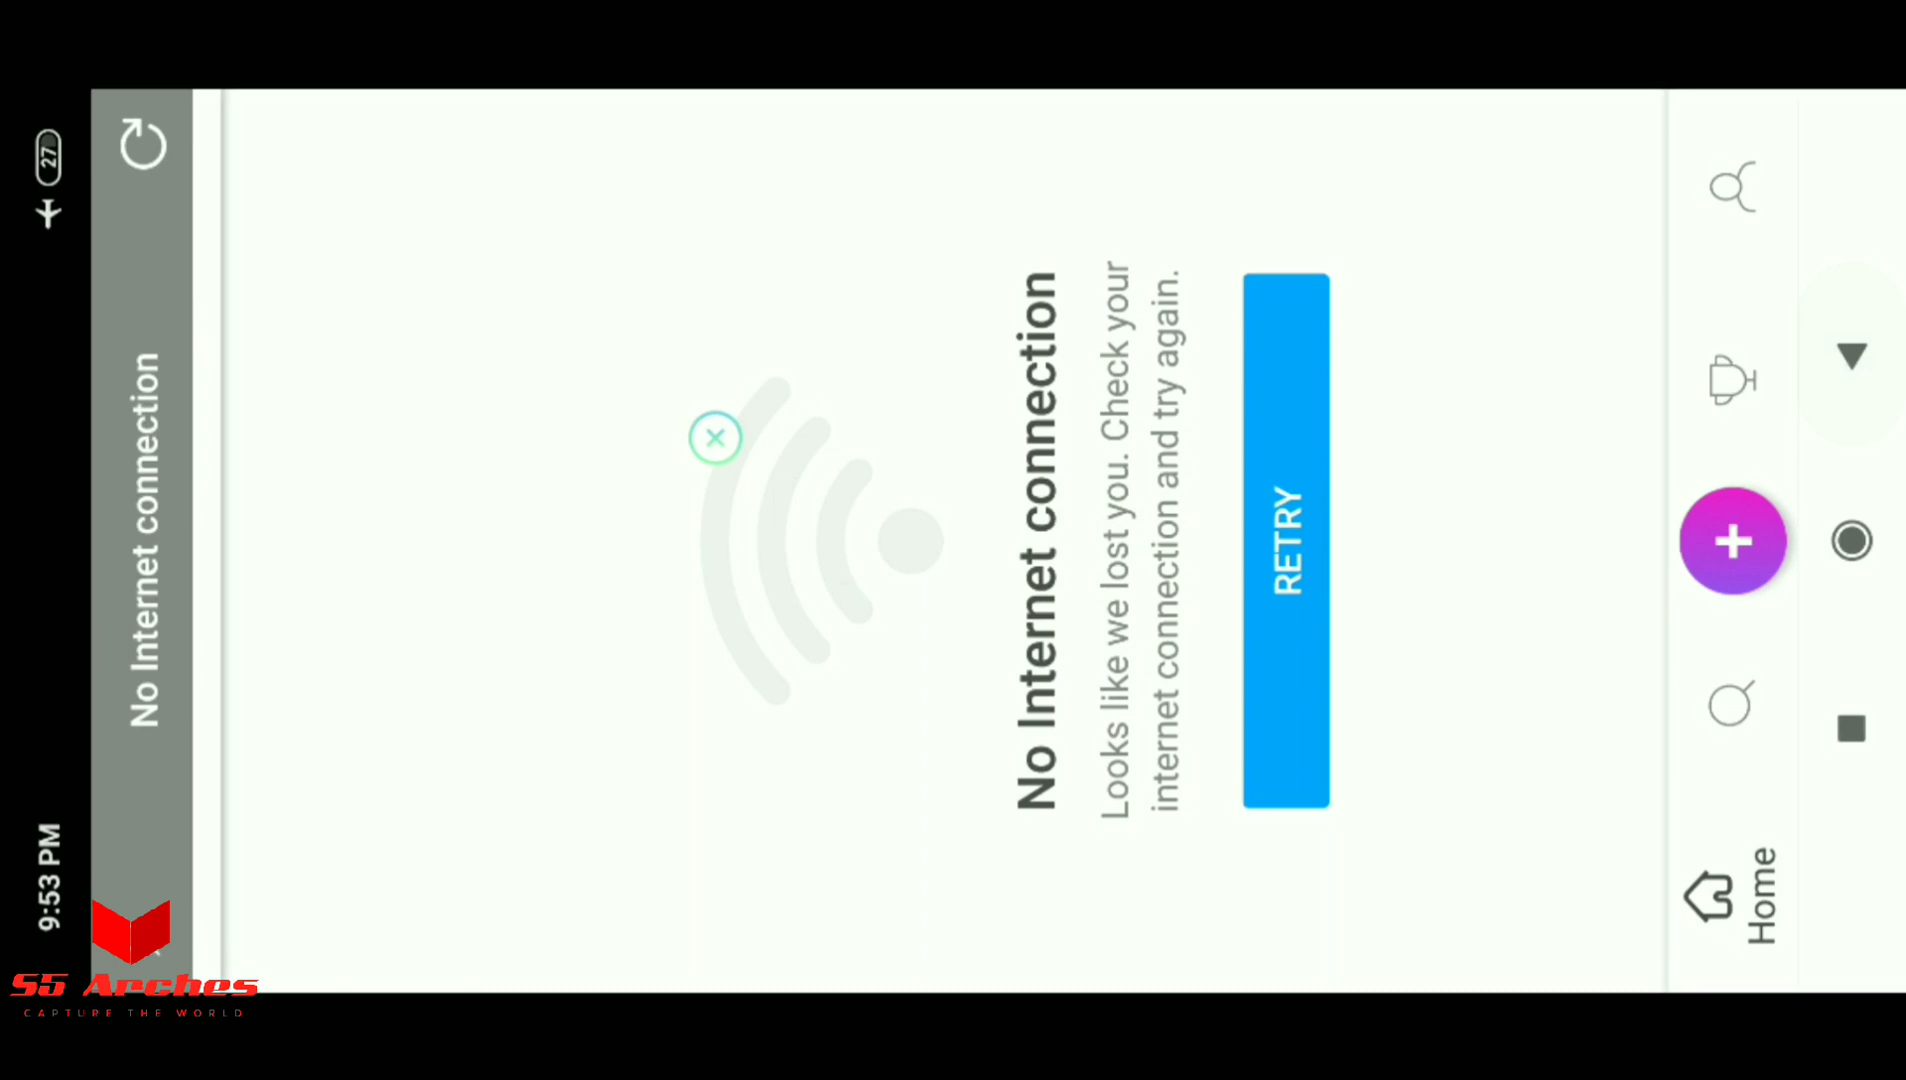 9:53 PM
27
No Internet connection
No Internet connection
Looks like we lost you. Check your
internet connection and try again.
RETRY
Home
S5 Arches
CAPTURE THE WORLD